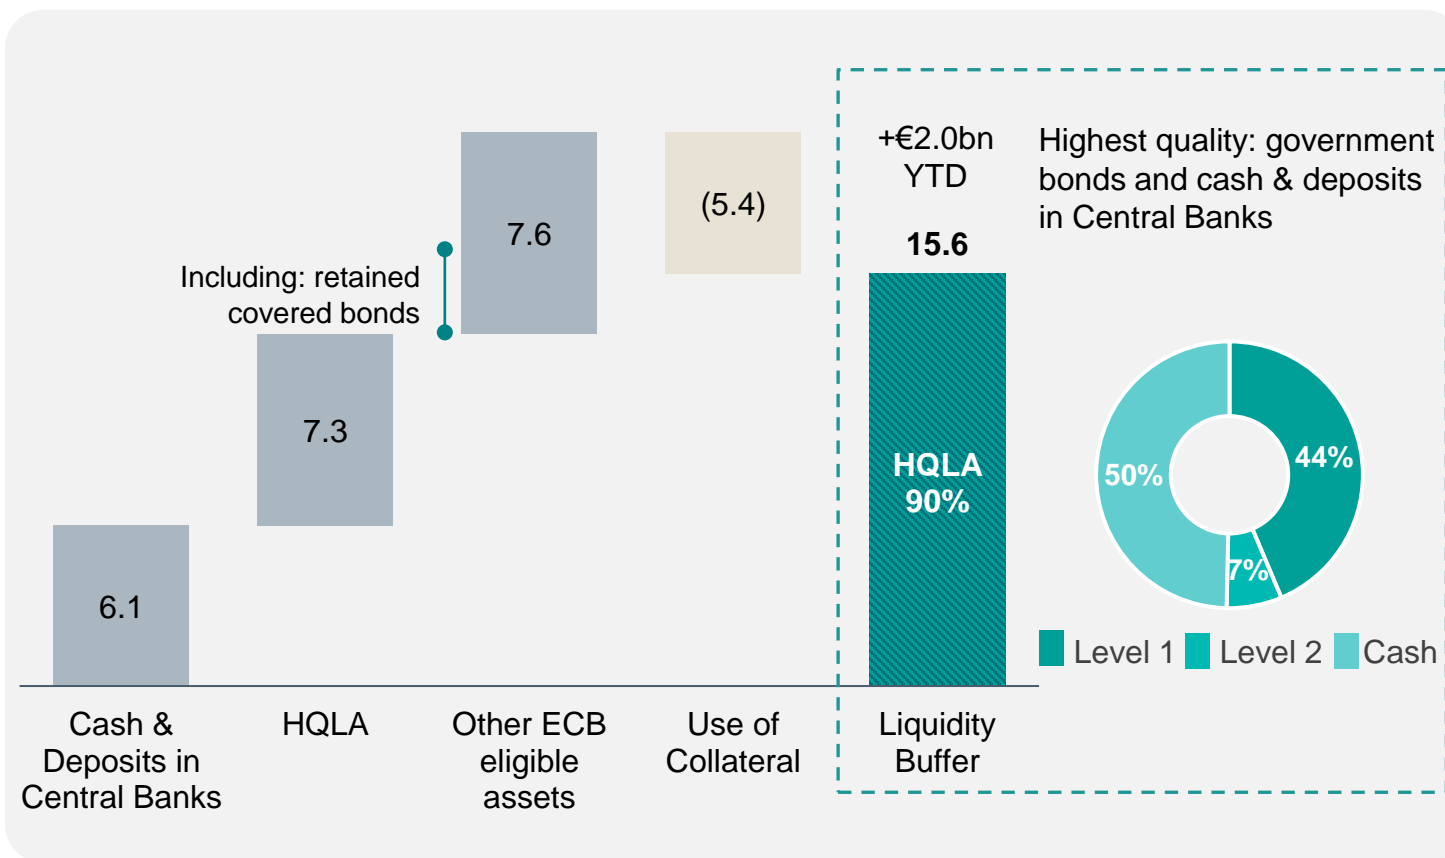 +€2.0bn
YTD
15.6
Highest quality: government
bonds and cash & deposits
in Central Banks
(5.4)
7.6
Including: retained
covered bonds
7.3
6.1
HQLA
90%
50%
44%
7%
Level 1
Level 2
Cash
Cash &
Deposits in
Central Banks
HQLA
Other ECB
eligible
assets
Use of
Collateral
Liquidity
Buffer